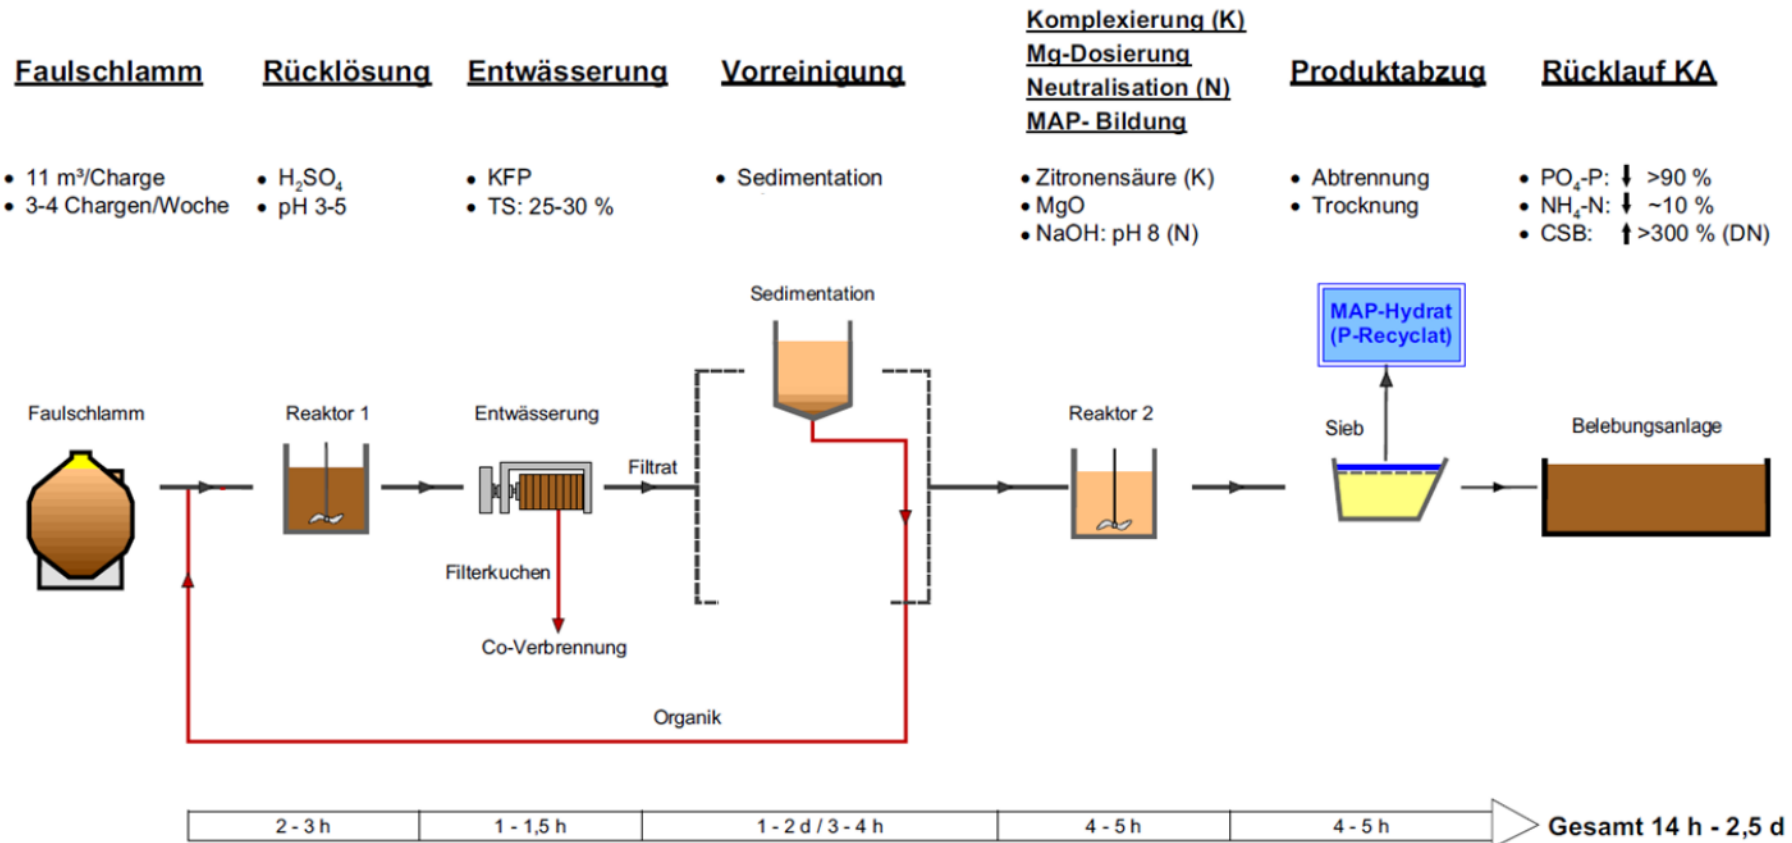 Faulschlamm
Rücklösung
Entwässerung
Vorreinigung
Komplexierung (K)
Mg-Dosierung
Neutralisation (N)
MAP- Bildung
Produktabzug
Rücklauf KA
• 11 m³/Charge
• 3-4 Chargen/Woche
• H₂SO₄
• pH 3-5
• KFP
• TS: 25-30 %
• Sedimentation
• Zitronensäure (K)
• MgO
• NaOH: pH 8 (N)
• Abtrennung
• Trocknung
• PO₄-P: ⬇ >90 %
• NH₄-N: ⬇ ~10 %
• CSB: ⬆ >300 % (DN)
Sedimentation
MAP-Hydrat
(P-Recyclat)
Faulschlamm
Reaktor 1
Entwässerung
Filtrat
Reaktor 2
Sieb
Belebungsanlage
Filterkuchen
Co-Verbrennung
Organik
2 - 3 h
1 - 1,5 h
1 - 2 d / 3 - 4 h
4 - 5 h
4 - 5 h
Gesamt 14 h - 2,5 d